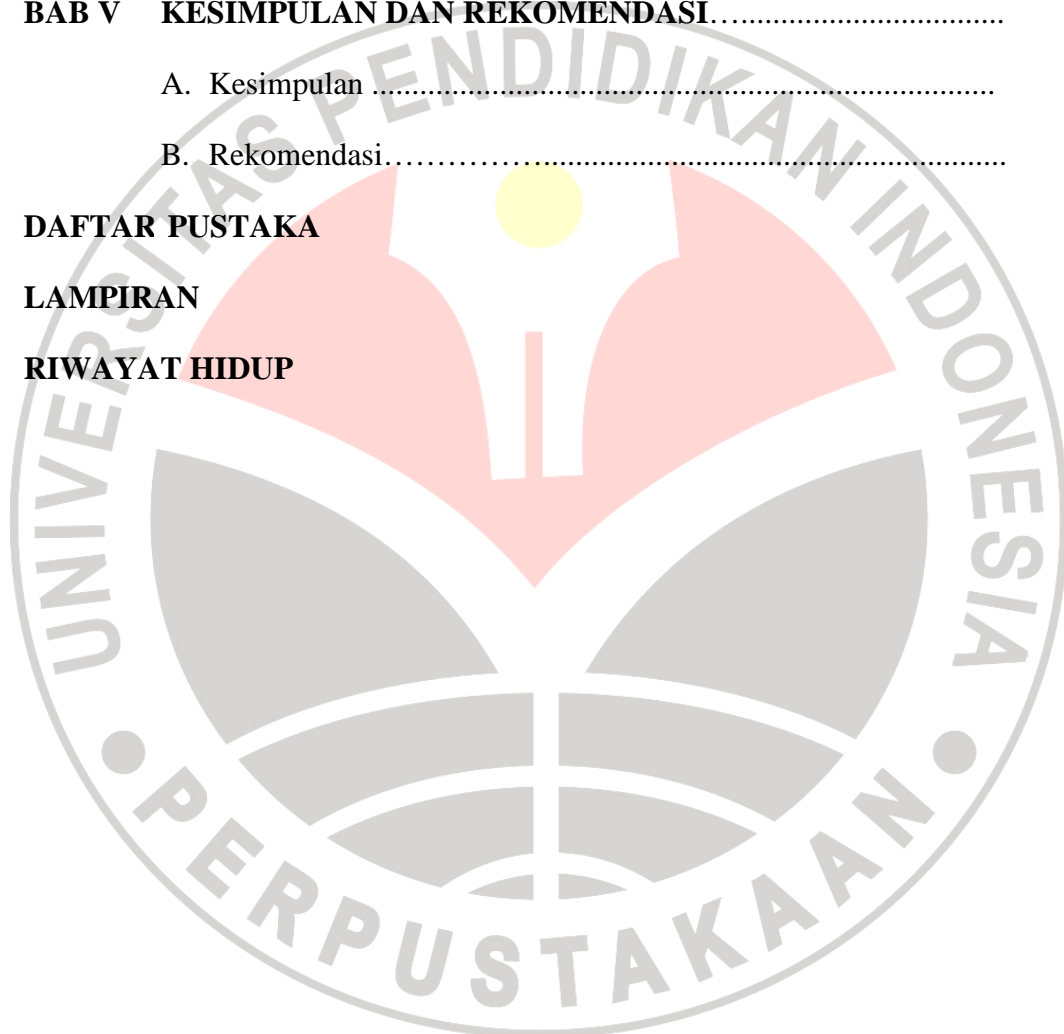 BAB V KESIMPULAN DAN REKOMENDASI…..................................
A. Kesimpulan ...............................................................................
B. Rekomendasi……………............................................................
DAFTAR PUSTAKA
LAMPIRAN
RIWAYAT HIDUP
UNIVERSITAS PENDIDIKAN INDONESIA
PERPUSTAKAAN